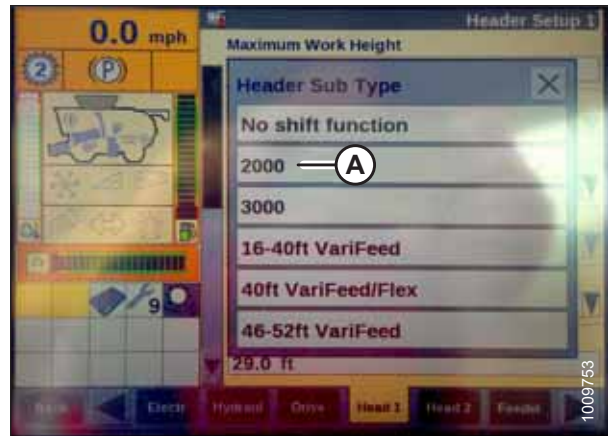 0.0 mph
Header Setup 1
Maximum Work Height
2
(P)
Header Sub Type
No shift function
2000
A
3000
16-40ft VariFeed
40ft VariFeed/Flex
46-52ft VariFeed
9
29.0 ft
Back
Electr
Hydraul
Drive
Head 1
Head 2
Feeder
1009753